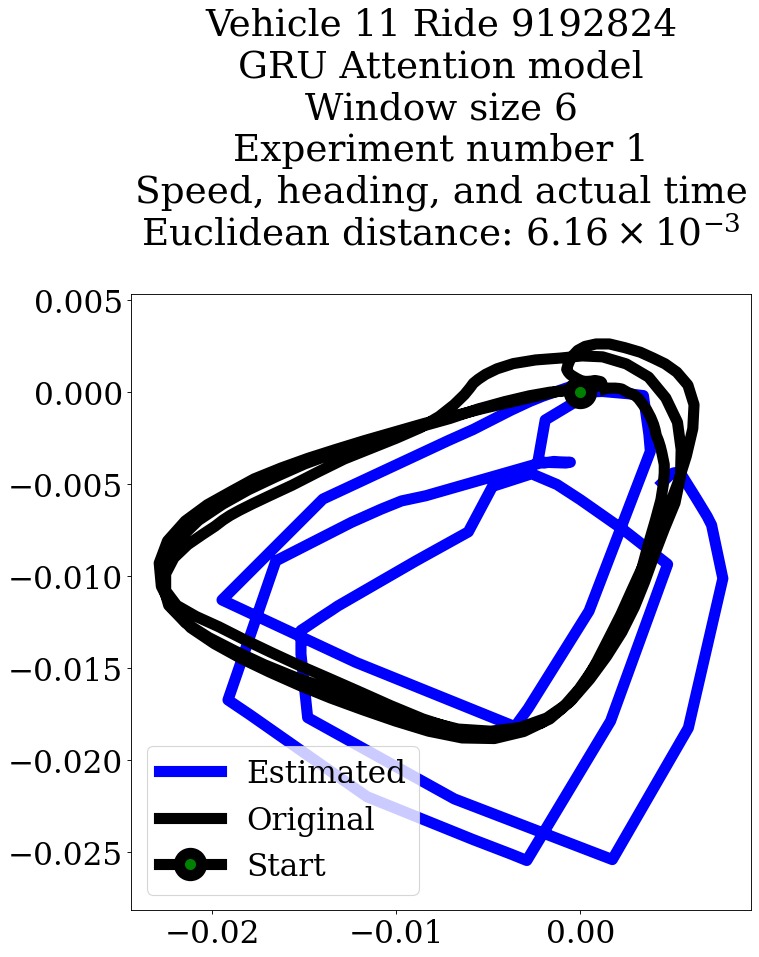 Vehicle 11 Ride 9192824
GRU Attention model
Window size 6
Experiment number 1
Speed, heading, and actual time
Euclidean distance: 6.16 × 10⁻³
0.005
0.000
−0.005
−0.010
−0.015
−0.020
−0.025
Estimated
Original
Start
−0.02
−0.01
0.00